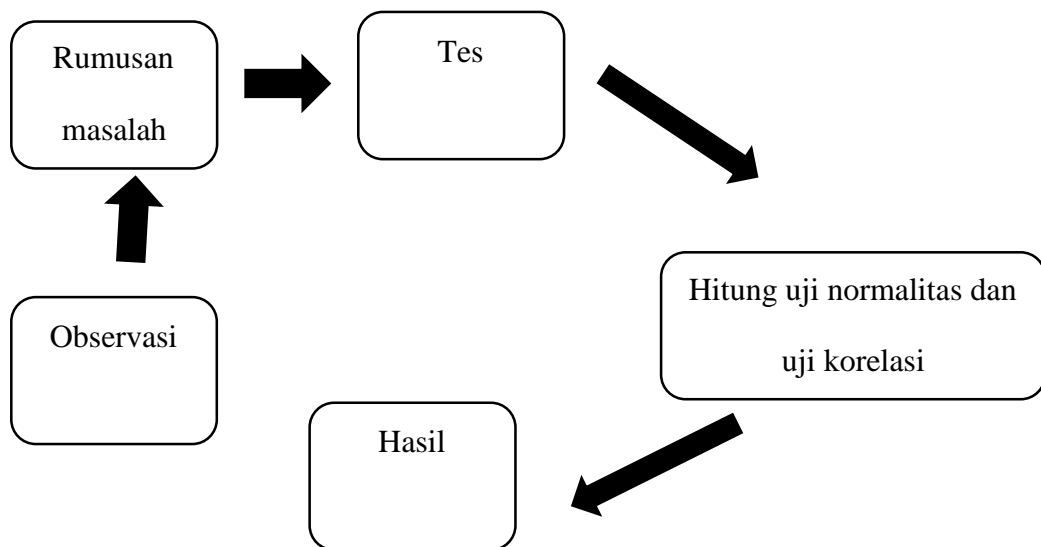 Rumusan
masalah
Tes
Observasi
Hitung uji normalitas dan
uji korelasi
Hasil